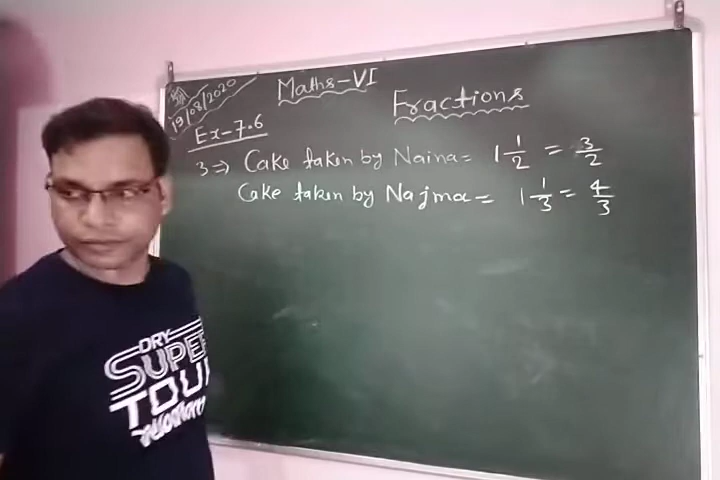 19/08/2020
Maths-VI
Fractions
Ex-7.6
3⇒ Cake taken by Naina = 1 1/2 = 3/2
Cake taken by Najma = 1 1/3 = 4/3
DRY
SUPER
TOUR